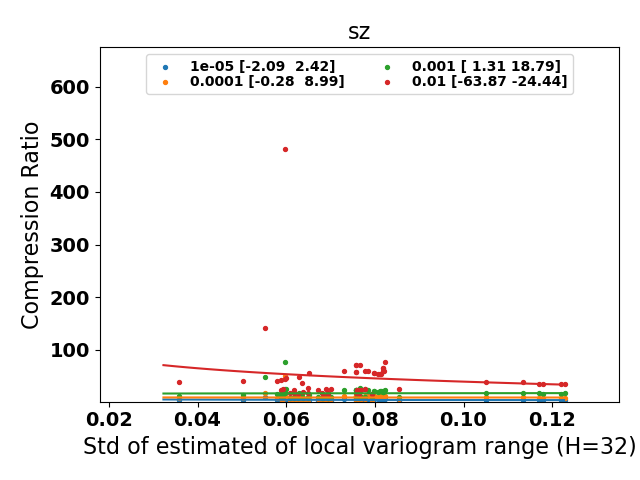 sz
1e-05 [-2.09  2.42]
0.0001 [-0.28  8.99]
0.001 [ 1.31 18.79]
0.01 [-63.87 -24.44]
Compression Ratio
600
500
400
300
200
100
0.02 0.04 0.06 0.08 0.10 0.12
Std of estimated of local variogram range (H=32)